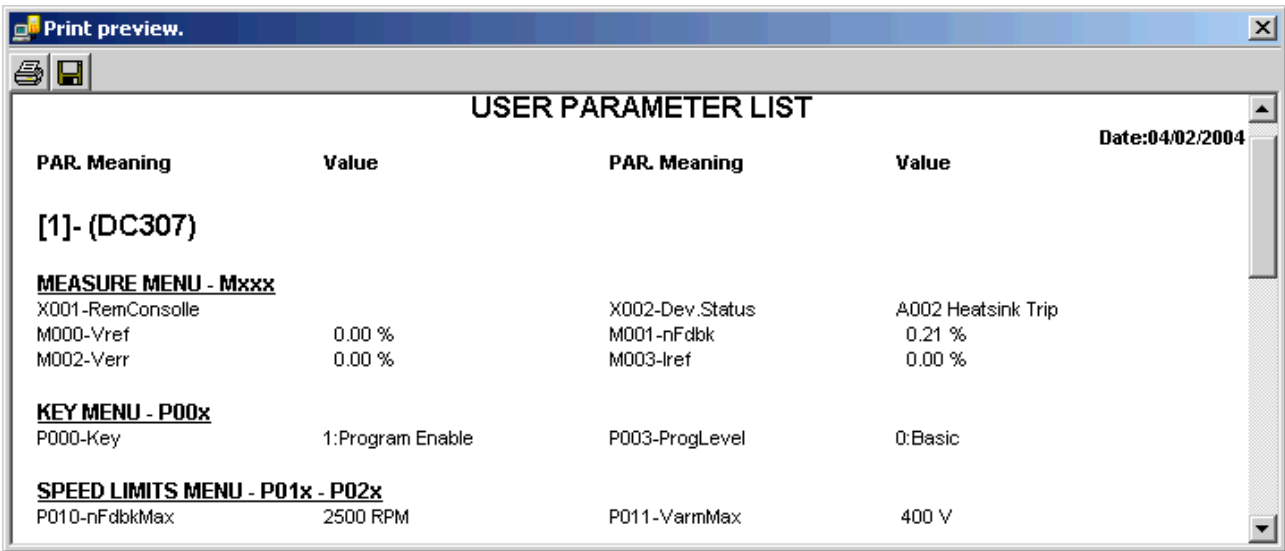 Print preview.
USER PARAMETER LIST
Date:04/02/2004
PAR. Meaning Value PAR. Meaning Value
[1]- (DC307)
MEASURE MENU - Mxxx
X001-RemConsolle X002-Dev.Status A002 Heatsink Trip
M000-Vref 0.00 % M001-nFdbk 0.21 %
M002-Verr 0.00 % M003-Iref 0.00 %
KEY MENU - P00x
P000-Key 1:Program Enable P003-ProgLevel 0:Basic
SPEED LIMITS MENU - P01x - P02x
P010-nFdbkMax 2500 RPM P011-VarmMax 400 V